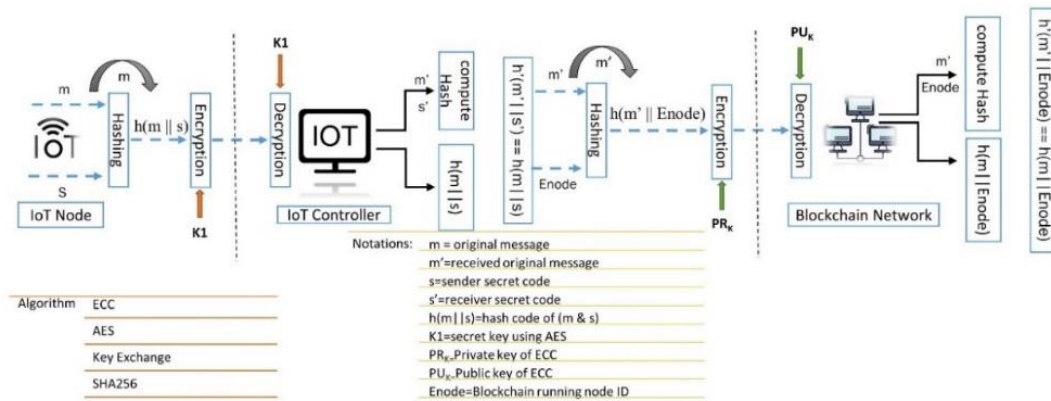 m
m
S
IoT
IoT Node
Hashing
h(m || s)
Encryption
K1
K1
Decryption
IOT
IoT Controller
m'
s'
compute Hash
h(m||s)
h'(m'||s') == h(m||s)
m'
m'
Enode
Hashing
h(m' || Enode)
Encryption
PRK
PUK
Decryption
Blockchain Network
m'
Enode
compute Hash
h(m||Enode)
h'(m'||Enode) == h(m||Enode)
Notations: m = original message
m'=received original message
s=sender secret code
s'=receiver secret code
h(m||s)=hash code of (m & s)
K1=secret key using AES
PRK=Private key of ECC
PUK=Public key of ECC
Enode=Blockchain running node ID
Algorithm ECC
AES
Key Exchange
SHA256